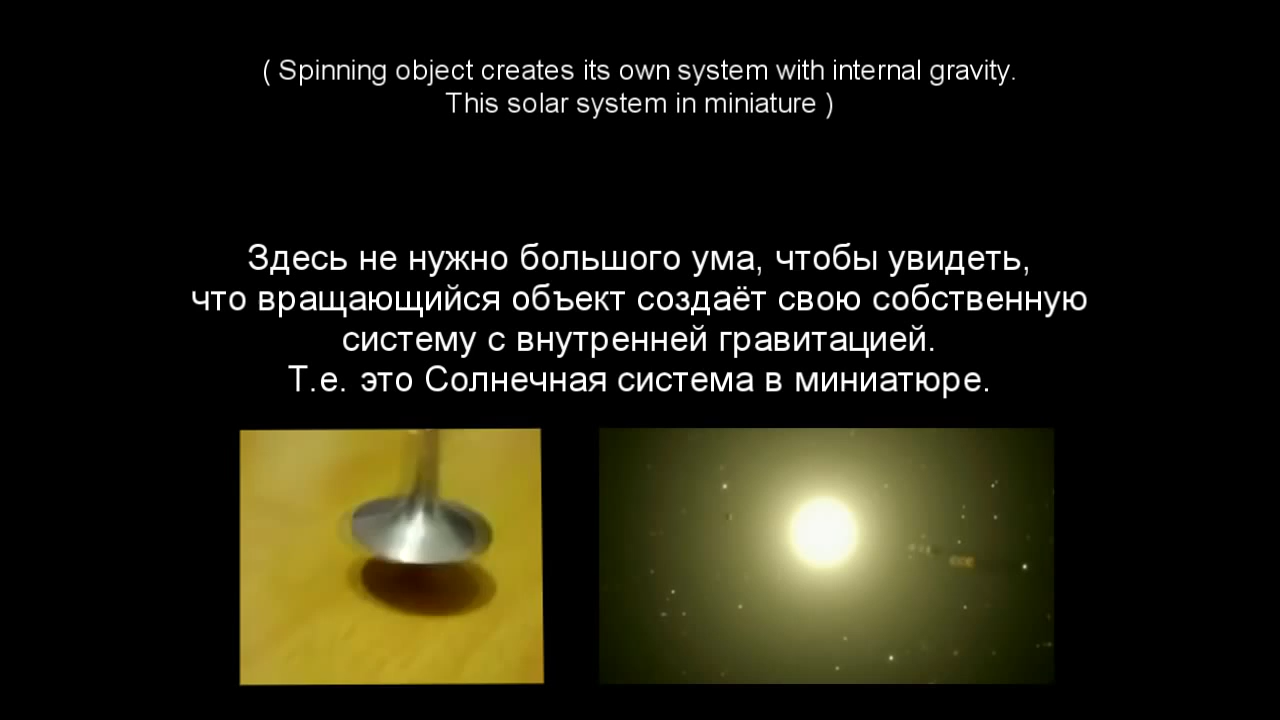 ( Spinning object creates its own system with internal gravity.
This solar system in miniature )
Здесь не нужно большого ума, чтобы увидеть,
что вращающийся объект создаёт свою собственную
систему с внутренней гравитацией.
Т.е. это Солнечная система в миниатюре.